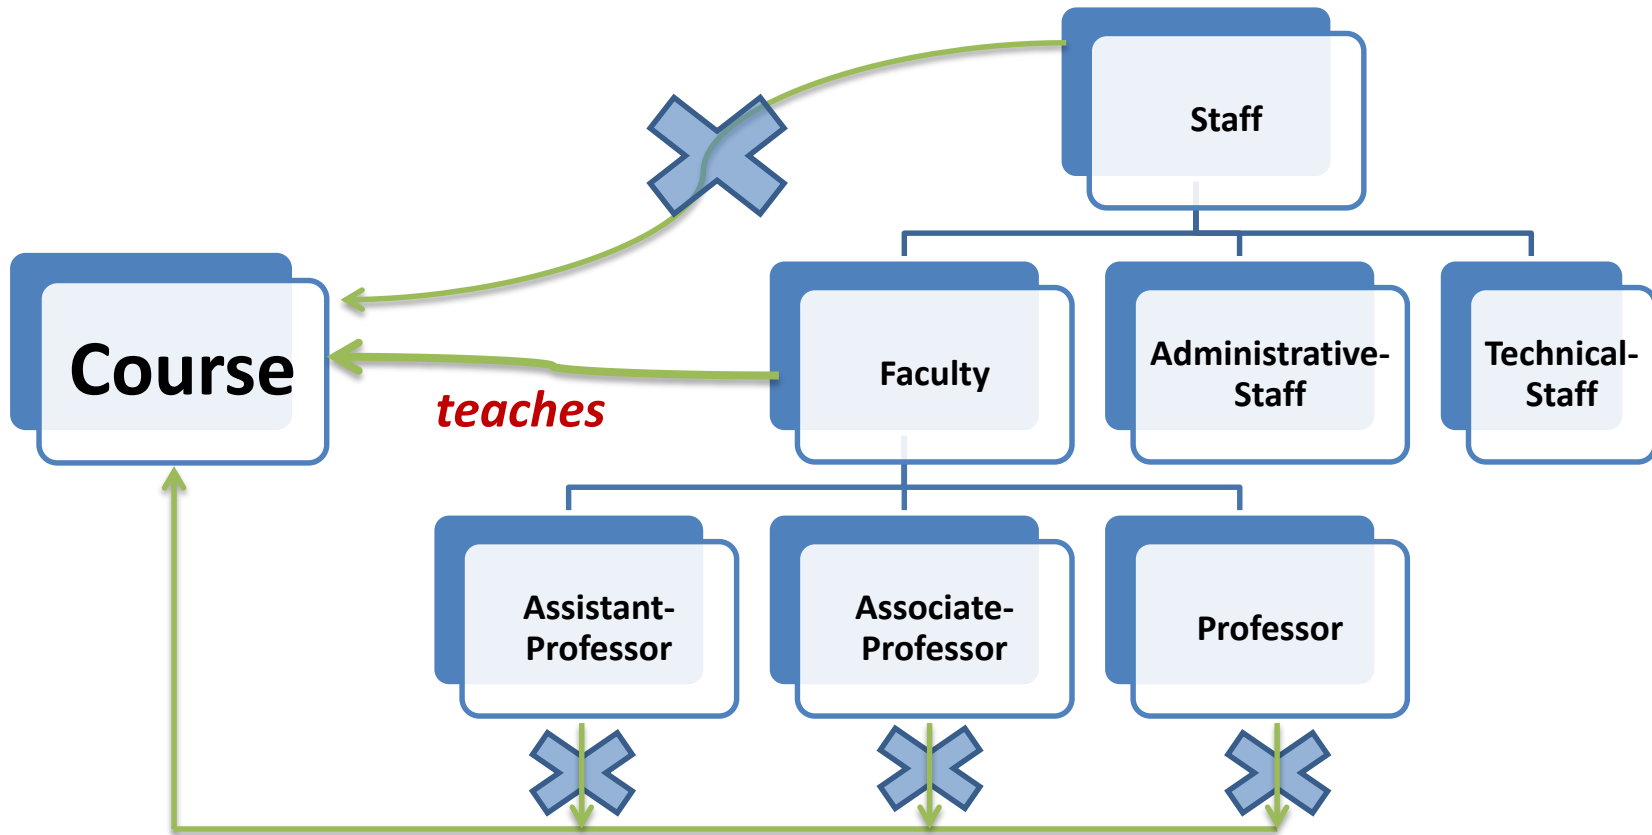 Staff
Course
teaches
Faculty
Administrative-
Staff
Technical-
Staff
Assistant-
Professor
Associate-
Professor
Professor